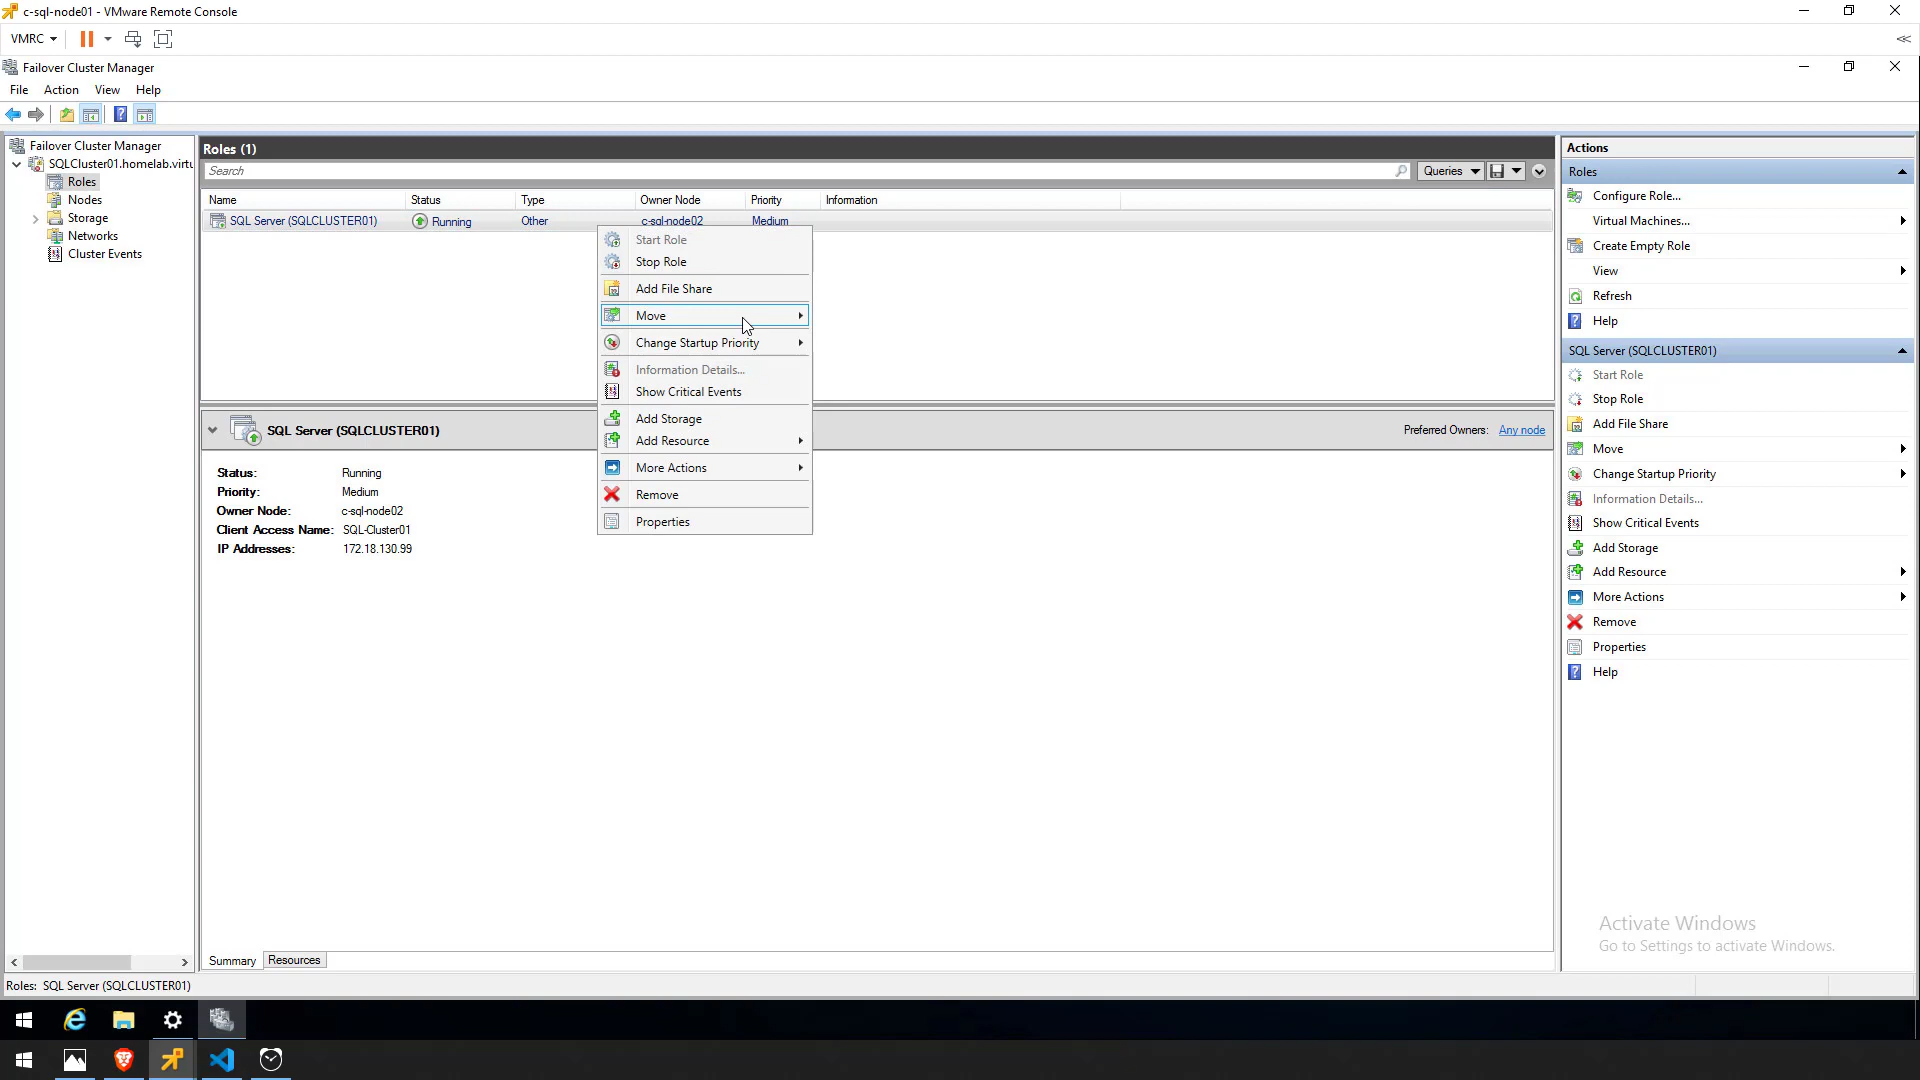 c-sql-node01 - VMware Remote Console
VMRC
Failover Cluster Manager
File Action View Help
Failover Cluster Manager
SQLCluster01.homelab.virtu
Roles
Nodes
Storage
Networks
Cluster Events
Roles (1)
Search
Queries
Name Status Type Owner Node Priority Information
SQL Server (SQLCLUSTER01) Running Other c-sql-node02 Medium
Start Role
Stop Role
Add File Share
Move
Change Startup Priority
Information Details...
Show Critical Events
Add Storage
Add Resource
More Actions
Remove
Properties
SQL Server (SQLCLUSTER01)
Preferred Owners: Any node
Status: Running
Priority: Medium
Owner Node: c-sql-node02
Client Access Name: SQL-Cluster01
IP Addresses: 172.18.130.99
Summary Resources
Actions
Roles
Configure Role...
Virtual Machines...
Create Empty Role
View
Refresh
Help
SQL Server (SQLCLUSTER01)
Start Role
Stop Role
Add File Share
Move
Change Startup Priority
Information Details...
Show Critical Events
Add Storage
Add Resource
More Actions
Remove
Properties
Help
Activate Windows
Go to Settings to activate Windows.
Roles: SQL Server (SQLCLUSTER01)